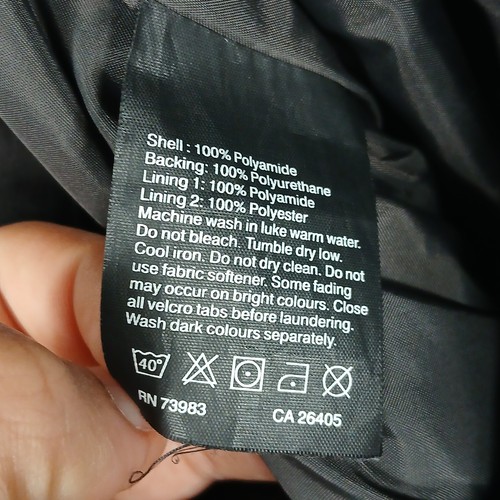 Shell : 100% Polyamide
Backing: 100% Polyurethane
Lining 1: 100% Polyamide
Lining 2: 100% Polyester
Machine wash in luke warm water.
Do not bleach. Tumble dry low.
Cool iron. Do not dry clean. Do not
use fabric softener. Some fading
may occur on bright colours. Close
all velcro tabs before laundering.
Wash dark colours separately.
40°
RN 73983
CA 26405